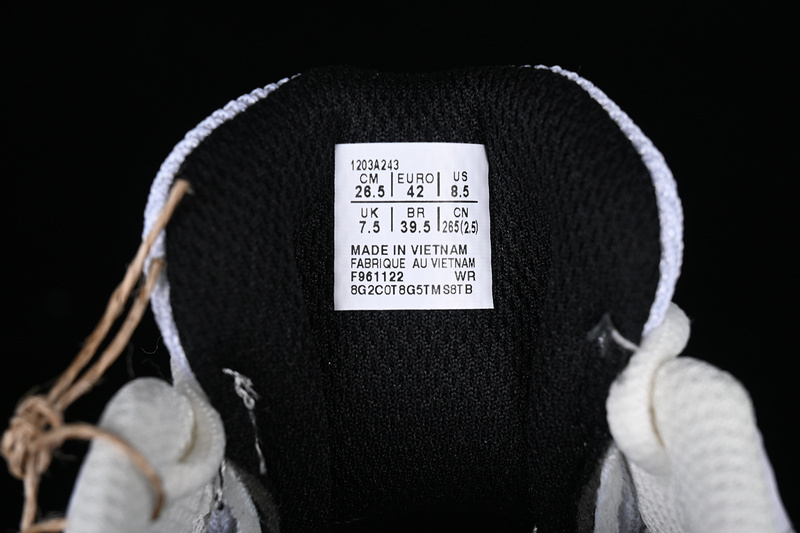 1203A243
CM EURO US
26.5 42 8.5
UK BR CN
7.5 39.5 265(2.5)
MADE IN VIETNAM
FABRIQUE AU VIETNAM
F961122 WR
8G2C0T8G5TMS8TB